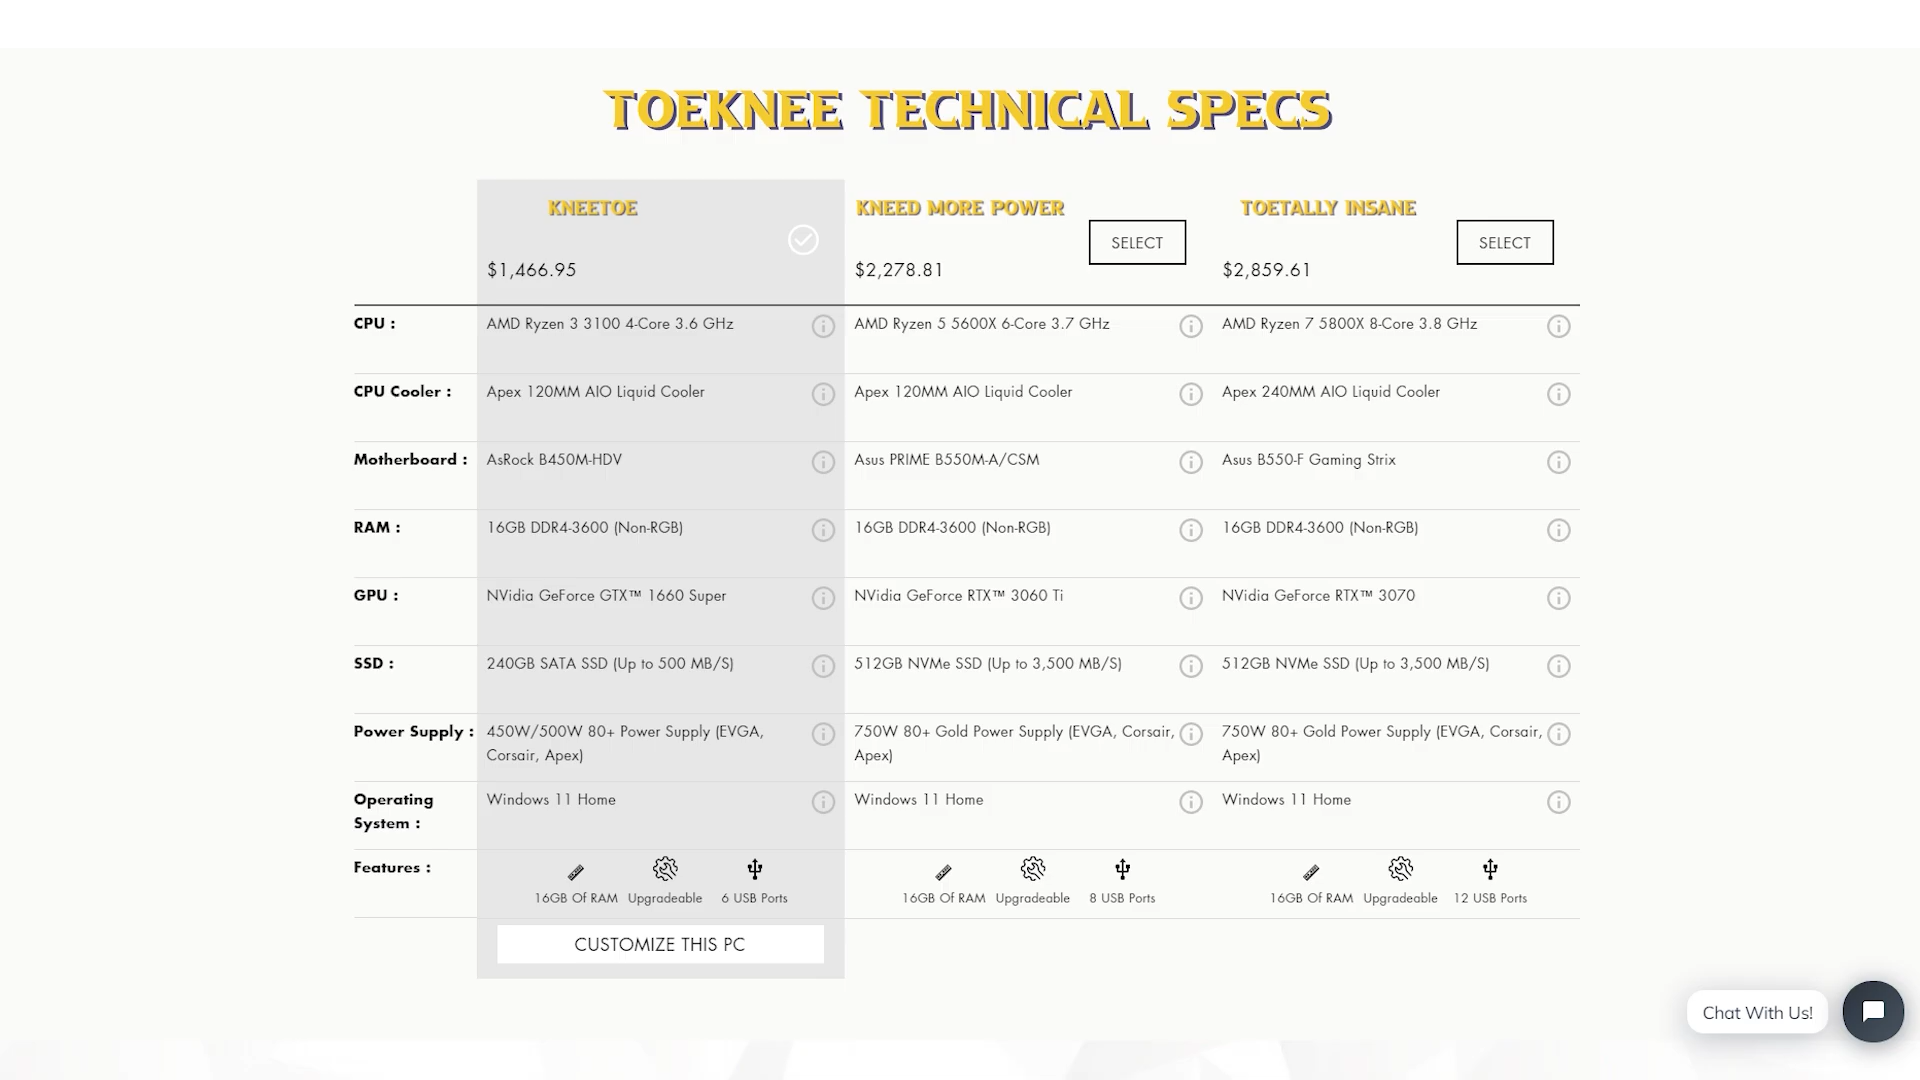 TOEKNEE TECHNICAL SPECS
KNEETOE
KNEED MORE POWER
TOETALLY INSANE
SELECT
SELECT
$1,466.95
$2,278.81
$2,859.61
CPU :
AMD Ryzen 3 3100 4-Core 3.6 GHz
AMD Ryzen 5 5600X 6-Core 3.7 GHz
AMD Ryzen 7 5800X 8-Core 3.8 GHz
CPU Cooler :
Apex 120MM AIO Liquid Cooler
Apex 120MM AIO Liquid Cooler
Apex 240MM AIO Liquid Cooler
Motherboard :
AsRock B450M-HDV
Asus PRIME B550M-A/CSM
Asus B550-F Gaming Strix
RAM :
16GB DDR4-3600 (Non-RGB)
16GB DDR4-3600 (Non-RGB)
16GB DDR4-3600 (Non-RGB)
GPU :
NVidia GeForce GTX™ 1660 Super
NVidia GeForce RTX™ 3060 Ti
NVidia GeForce RTX™ 3070
SSD :
240GB SATA SSD (Up to 500 MB/S)
512GB NVMe SSD (Up to 3,500 MB/S)
512GB NVMe SSD (Up to 3,500 MB/S)
Power Supply :
450W/500W 80+ Power Supply (EVGA,
Corsair, Apex)
750W 80+ Gold Power Supply (EVGA, Corsair,
Apex)
750W 80+ Gold Power Supply (EVGA, Corsair,
Apex)
Operating
System :
Windows 11 Home
Windows 11 Home
Windows 11 Home
Features :
16GB Of RAM
Upgradeable
6 USB Ports
16GB Of RAM
Upgradeable
8 USB Ports
16GB Of RAM
Upgradeable
12 USB Ports
CUSTOMIZE THIS PC
Chat With Us!